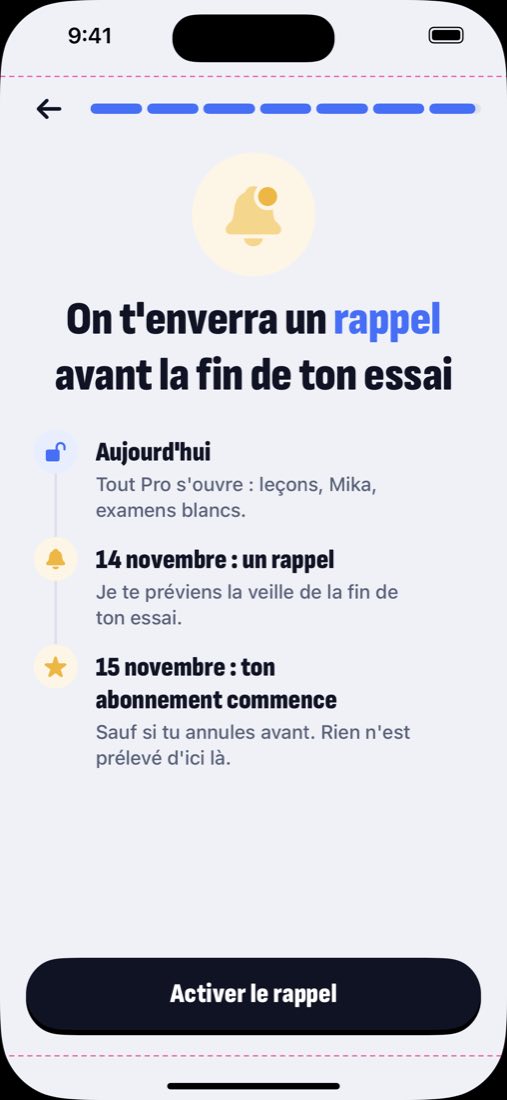 9:41
On t'enverra un rappel
avant la fin de ton essai
Aujourd'hui
Tout Pro s'ouvre : leçons, Mika,
examens blancs.
14 novembre : un rappel
Je te préviens la veille de la fin de
ton essai.
15 novembre : ton
abonnement commence
Sauf si tu annules avant. Rien n'est
prélevé d'ici là.
Activer le rappel